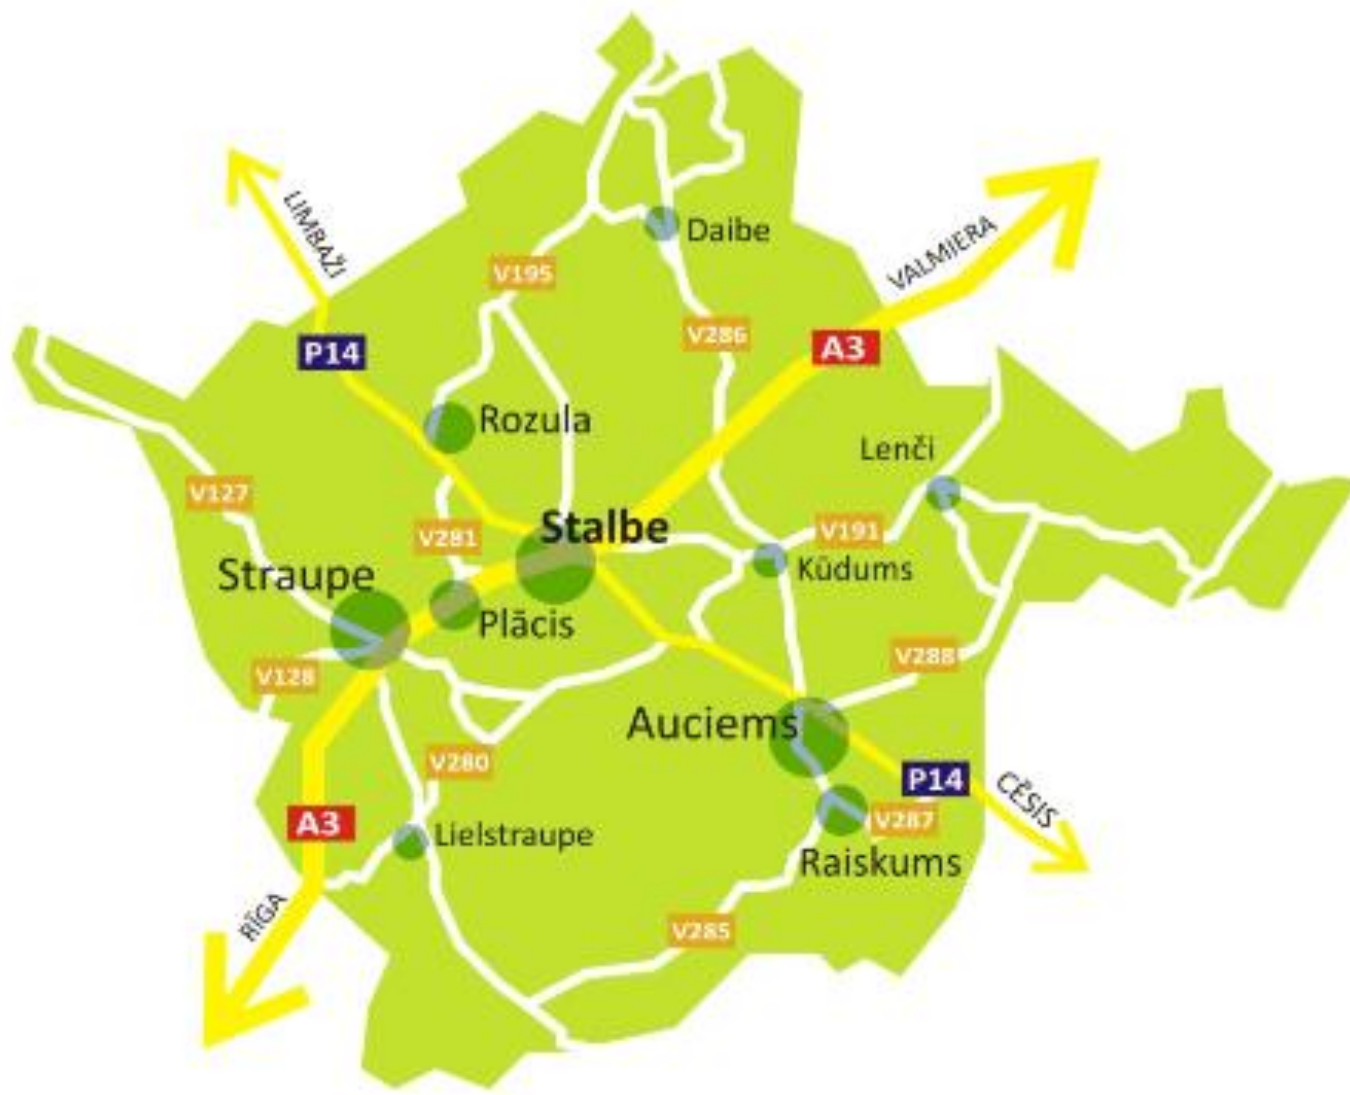 LIMBAŽI
Daibe
VALMIERA
V195
V286
P14
A3
Rozula
Lenči
V127
Stalbe
V281
V191
Straupe
Kūdums
Plācis
V288
V128
Auciems
V280
P14
CĒSIS
A3
V287
Lielstraupe
Raiskums
RĪGA
V285